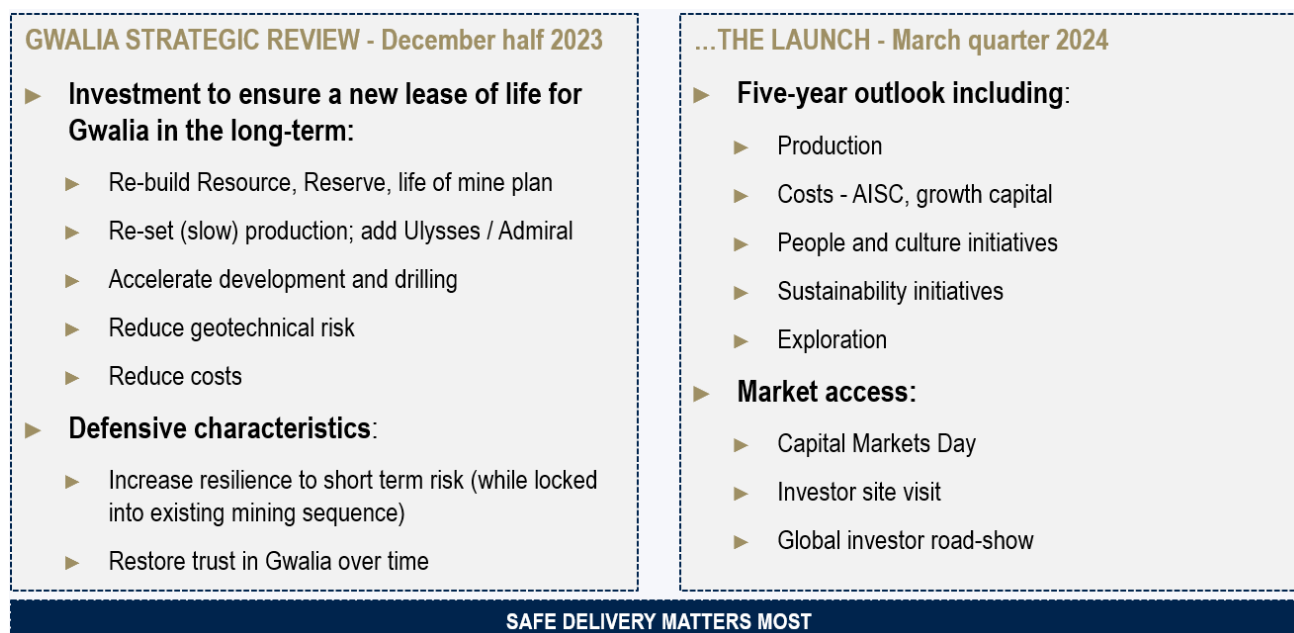 GWALIA STRATEGIC REVIEW - December half 2023
► Investment to ensure a new lease of life for
Gwalia in the long-term:
► Re-build Resource, Reserve, life of mine plan
► Re-set (slow) production; add Ulysses / Admiral
► Accelerate development and drilling
► Reduce geotechnical risk
► Reduce costs
► Defensive characteristics:
► Increase resilience to short term risk (while locked
into existing mining sequence)
► Restore trust in Gwalia over time
...THE LAUNCH - March quarter 2024
► Five-year outlook including:
► Production
► Costs - AISC, growth capital
► People and culture initiatives
► Sustainability initiatives
► Exploration
► Market access:
► Capital Markets Day
► Investor site visit
► Global investor road-show
SAFE DELIVERY MATTERS MOST